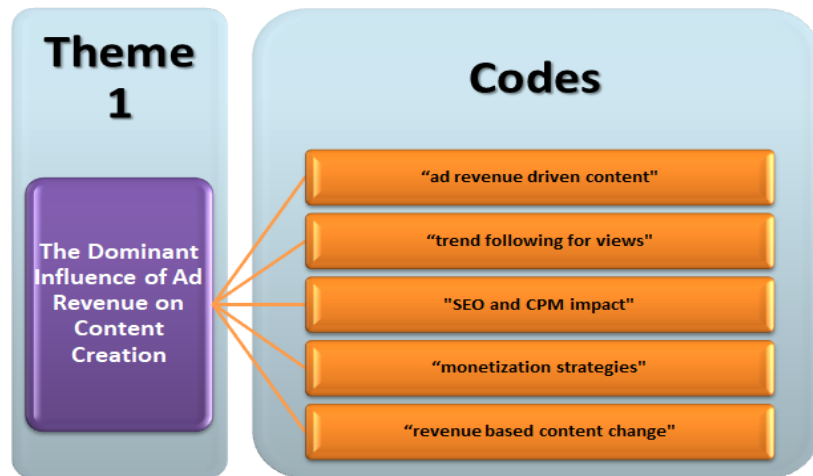 Theme
1
The Dominant
Influence of Ad
Revenue on
Content
Creation
Codes
“ad revenue driven content"
“trend following for views"
"SEO and CPM impact"
“monetization strategies"
“revenue based content change"